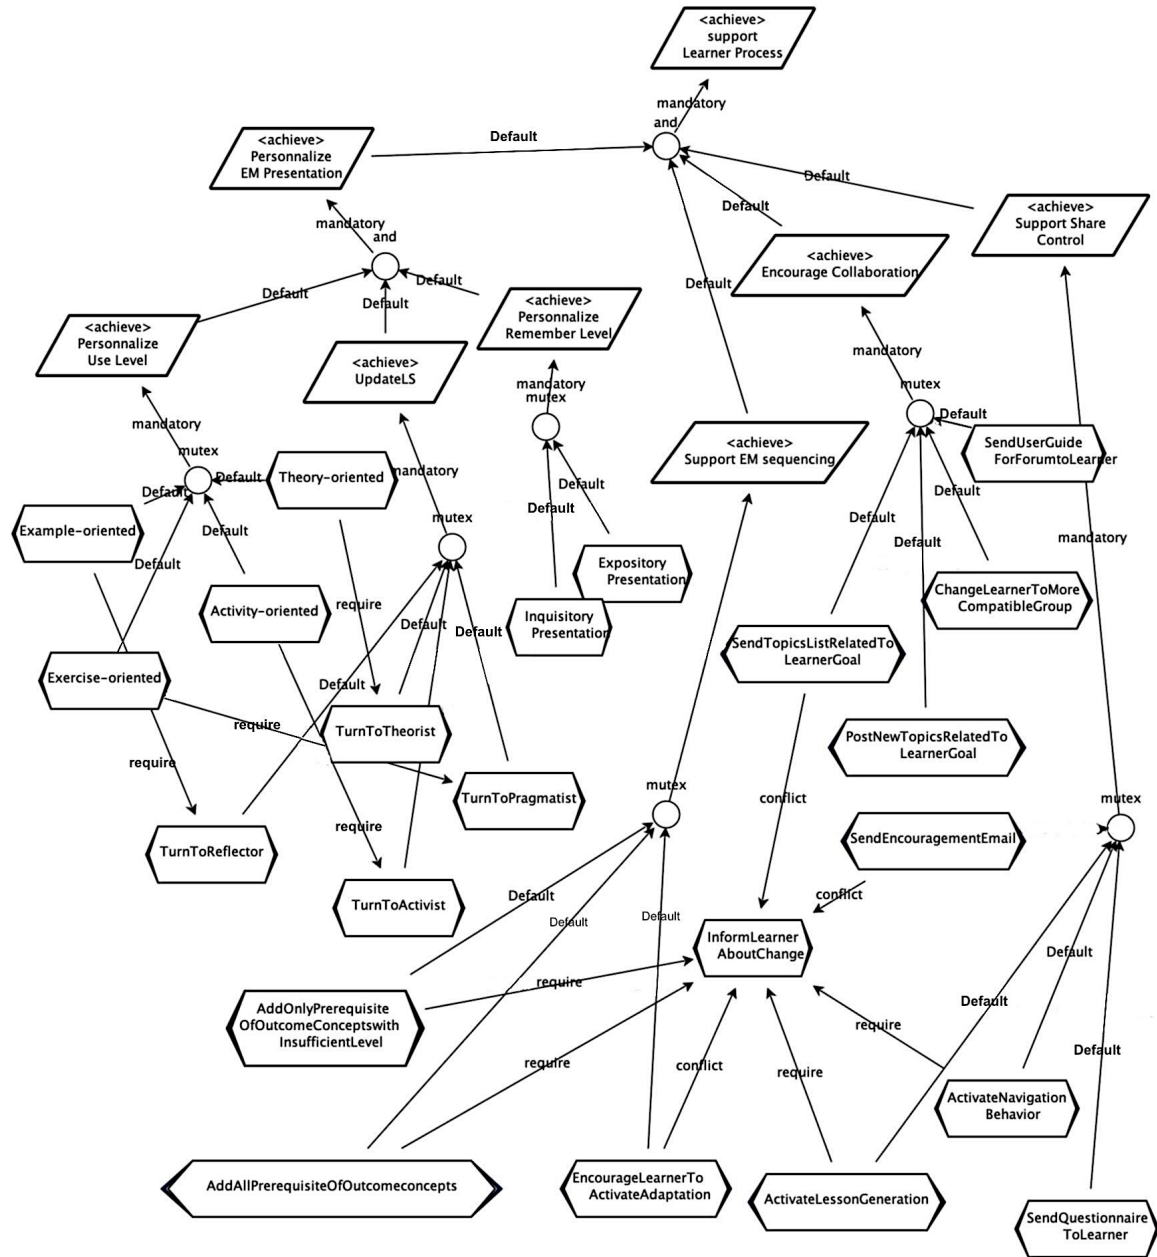 <achieve>
support
Learner Process
mandatory
and
<achieve>
Personnalize
EM Presentation
Default
Default
Default
<achieve>
Support Share
Control
mandatory
and
<achieve>
Encourage Collaboration
Default
Default
Default
Default
<achieve>
Personnalize
Use Level
<achieve>
UpdateLS
<achieve>
Personnalize
Remember Level
mandatory
mutex
mandatory
mutex
mandatory
mutex
Default
SendUserGuide
ForForumtoLearner
mandatory
mutex
<achieve>
Support EM sequencing
Theory-oriented
Default
Default
Example-oriented
Default
Default
mandatory
mutex
Default
Default
Default
Default
Default
mandatory
Expository
Presentation
Inquisitory
Presentation
ChangeLearnerToMore
CompatibleGroup
Activity-oriented
require
Default
Default
SendTopicsListRelatedTo
LearnerGoal
Exercise-oriented
Default
require
TurnToTheorist
PostNewTopicsRelatedTo
LearnerGoal
require
TurnToPragmatist
mutex
conflict
mutex
require
TurnToReflector
SendEncouragementEmail
TurnToActivist
Default
Default
Default
conflict
InformLearner
AboutChange
Default
require
Default
AddOnlyPrerequisite
OfOutcomeConceptswith
InsufficientLevel
require
Default
require
conflict
require
ActivateNavigation
Behavior
AddAllPrerequisiteOfOutcomeconcepts
EncourageLearnerTo
ActivateAdaptation
ActivateLessonGeneration
SendQuestionnaire
ToLearner